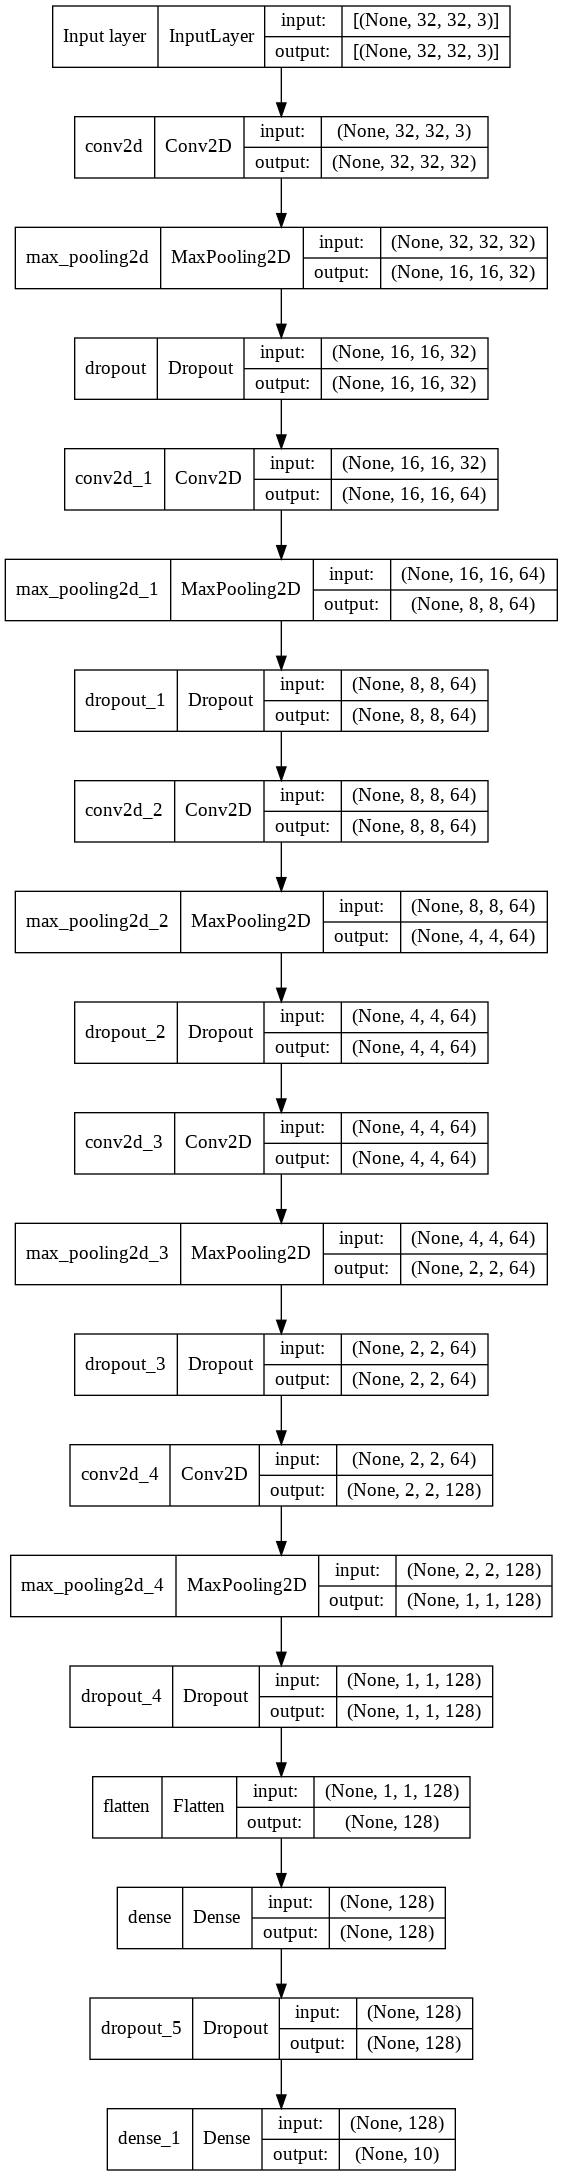 Input layer InputLayer input: [(None, 32, 32, 3)]
output: [(None, 32, 32, 3)]
conv2d Conv2D input: (None, 32, 32, 3)
output: (None, 32, 32, 32)
max_pooling2d MaxPooling2D input: (None, 32, 32, 32)
output: (None, 16, 16, 32)
dropout Dropout input: (None, 16, 16, 32)
output: (None, 16, 16, 32)
conv2d_1 Conv2D input: (None, 16, 16, 32)
output: (None, 16, 16, 64)
max_pooling2d_1 MaxPooling2D input: (None, 16, 16, 64)
output: (None, 8, 8, 64)
dropout_1 Dropout input: (None, 8, 8, 64)
output: (None, 8, 8, 64)
conv2d_2 Conv2D input: (None, 8, 8, 64)
output: (None, 8, 8, 64)
max_pooling2d_2 MaxPooling2D input: (None, 8, 8, 64)
output: (None, 4, 4, 64)
dropout_2 Dropout input: (None, 4, 4, 64)
output: (None, 4, 4, 64)
conv2d_3 Conv2D input: (None, 4, 4, 64)
output: (None, 4, 4, 64)
max_pooling2d_3 MaxPooling2D input: (None, 4, 4, 64)
output: (None, 2, 2, 64)
dropout_3 Dropout input: (None, 2, 2, 64)
output: (None, 2, 2, 64)
conv2d_4 Conv2D input: (None, 2, 2, 64)
output: (None, 2, 2, 128)
max_pooling2d_4 MaxPooling2D input: (None, 2, 2, 128)
output: (None, 1, 1, 128)
dropout_4 Dropout input: (None, 1, 1, 128)
output: (None, 1, 1, 128)
flatten Flatten input: (None, 1, 1, 128)
output: (None, 128)
dense Dense input: (None, 128)
output: (None, 128)
dropout_5 Dropout input: (None, 128)
output: (None, 128)
dense_1 Dense input: (None, 128)
output: (None, 10)